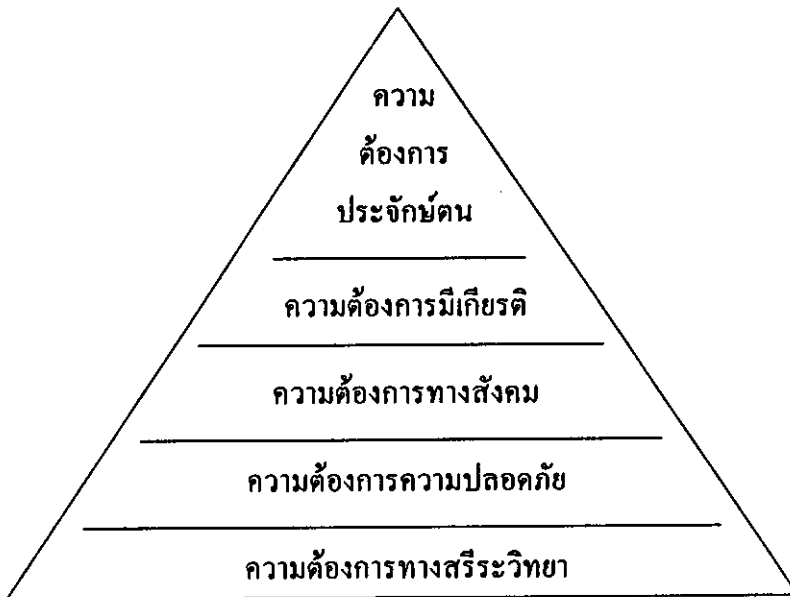 ความ
ต้องการ
ประจักษ์ตน
ความต้องการมีเกียรติ
ความต้องการทางสังคม
ความต้องการความปลอดภัย
ความต้องการทางสรีระวิทยา